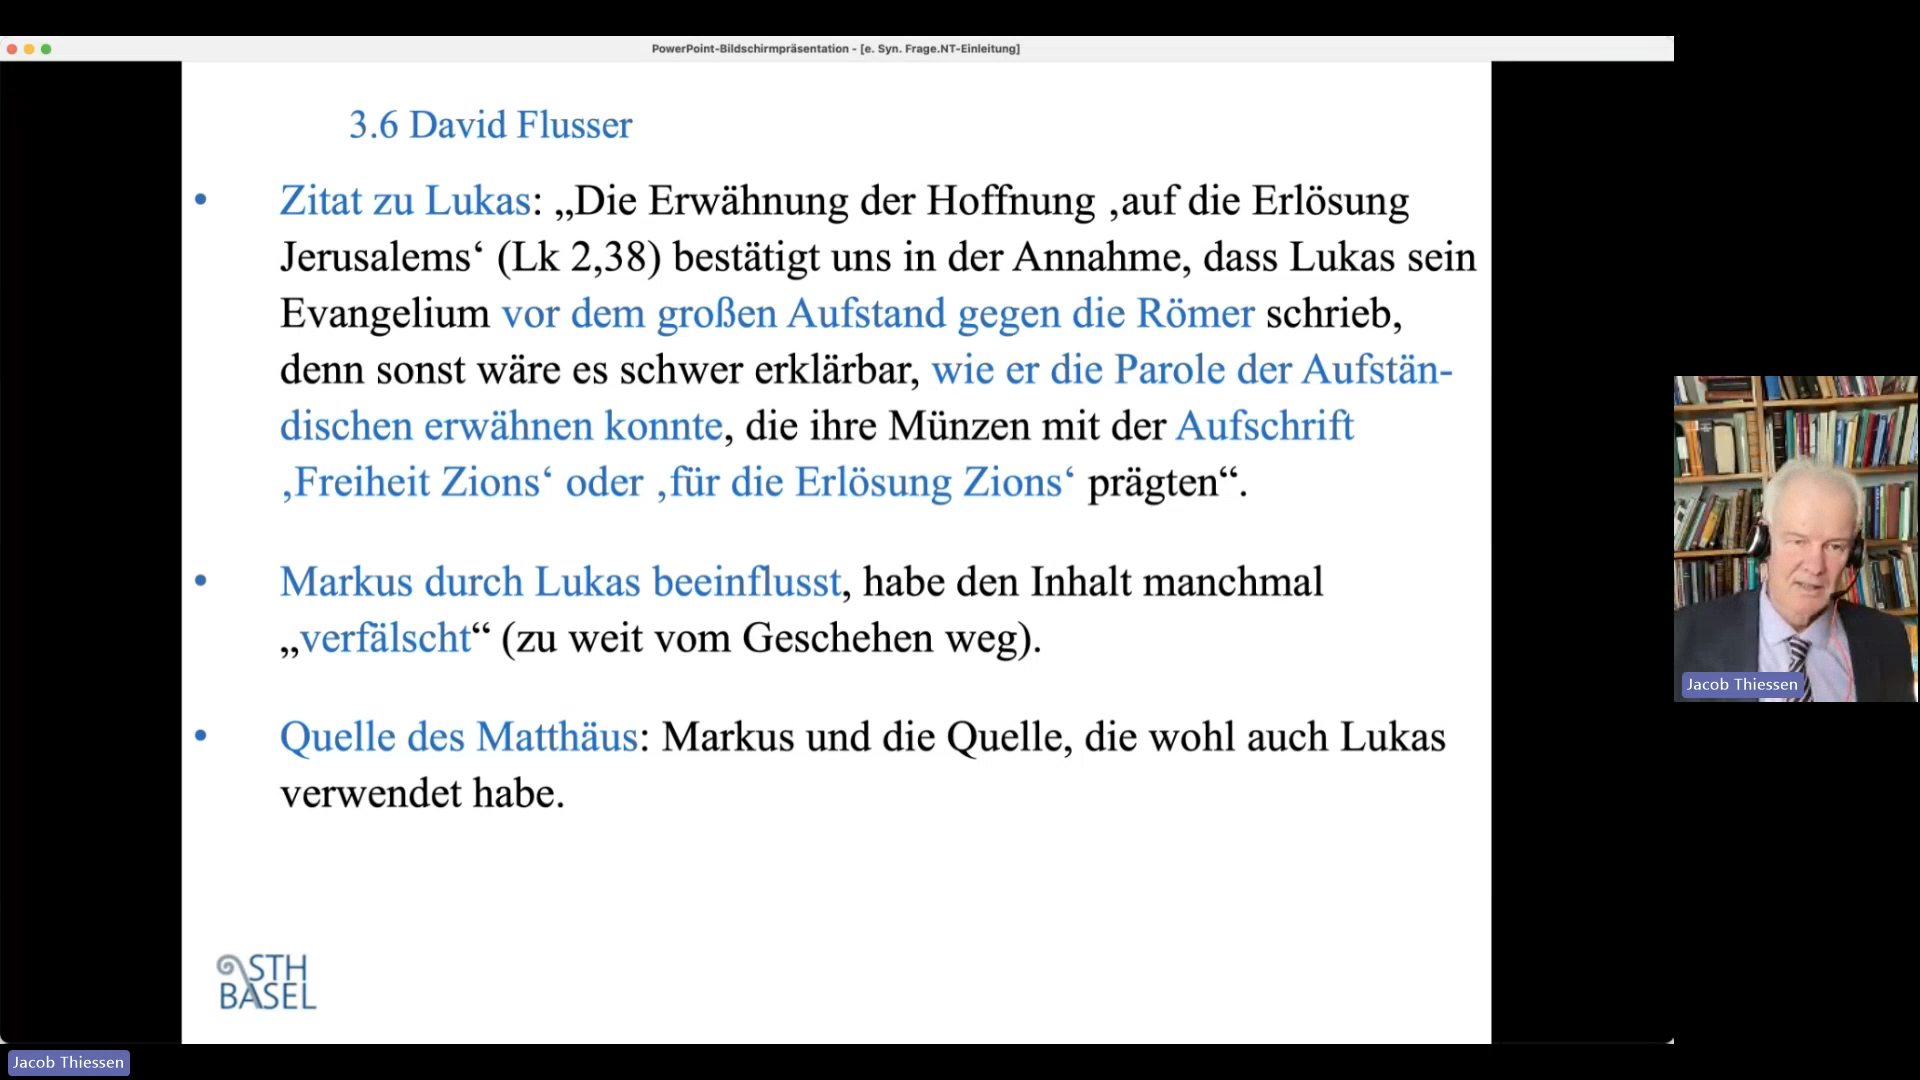 PowerPoint-Bildschirmpräsentation - [e. Syn. Frage.NT-Einleitung]
3.6 David Flusser
• Zitat zu Lukas: „Die Erwähnung der Hoffnung ‚auf die Erlösung
Jerusalems‘ (Lk 2,38) bestätigt uns in der Annahme, dass Lukas sein
Evangelium vor dem großen Aufstand gegen die Römer schrieb,
denn sonst wäre es schwer erklärbar, wie er die Parole der Aufstän-
dischen erwähnen konnte, die ihre Münzen mit der Aufschrift
‚Freiheit Zions‘ oder ‚für die Erlösung Zions‘ prägten“.
• Markus durch Lukas beeinflusst, habe den Inhalt manchmal
„verfälscht“ (zu weit vom Geschehen weg).
• Quelle des Matthäus: Markus und die Quelle, die wohl auch Lukas
verwendet habe.
STH
BASEL
Jacob Thiessen
Jacob Thiessen